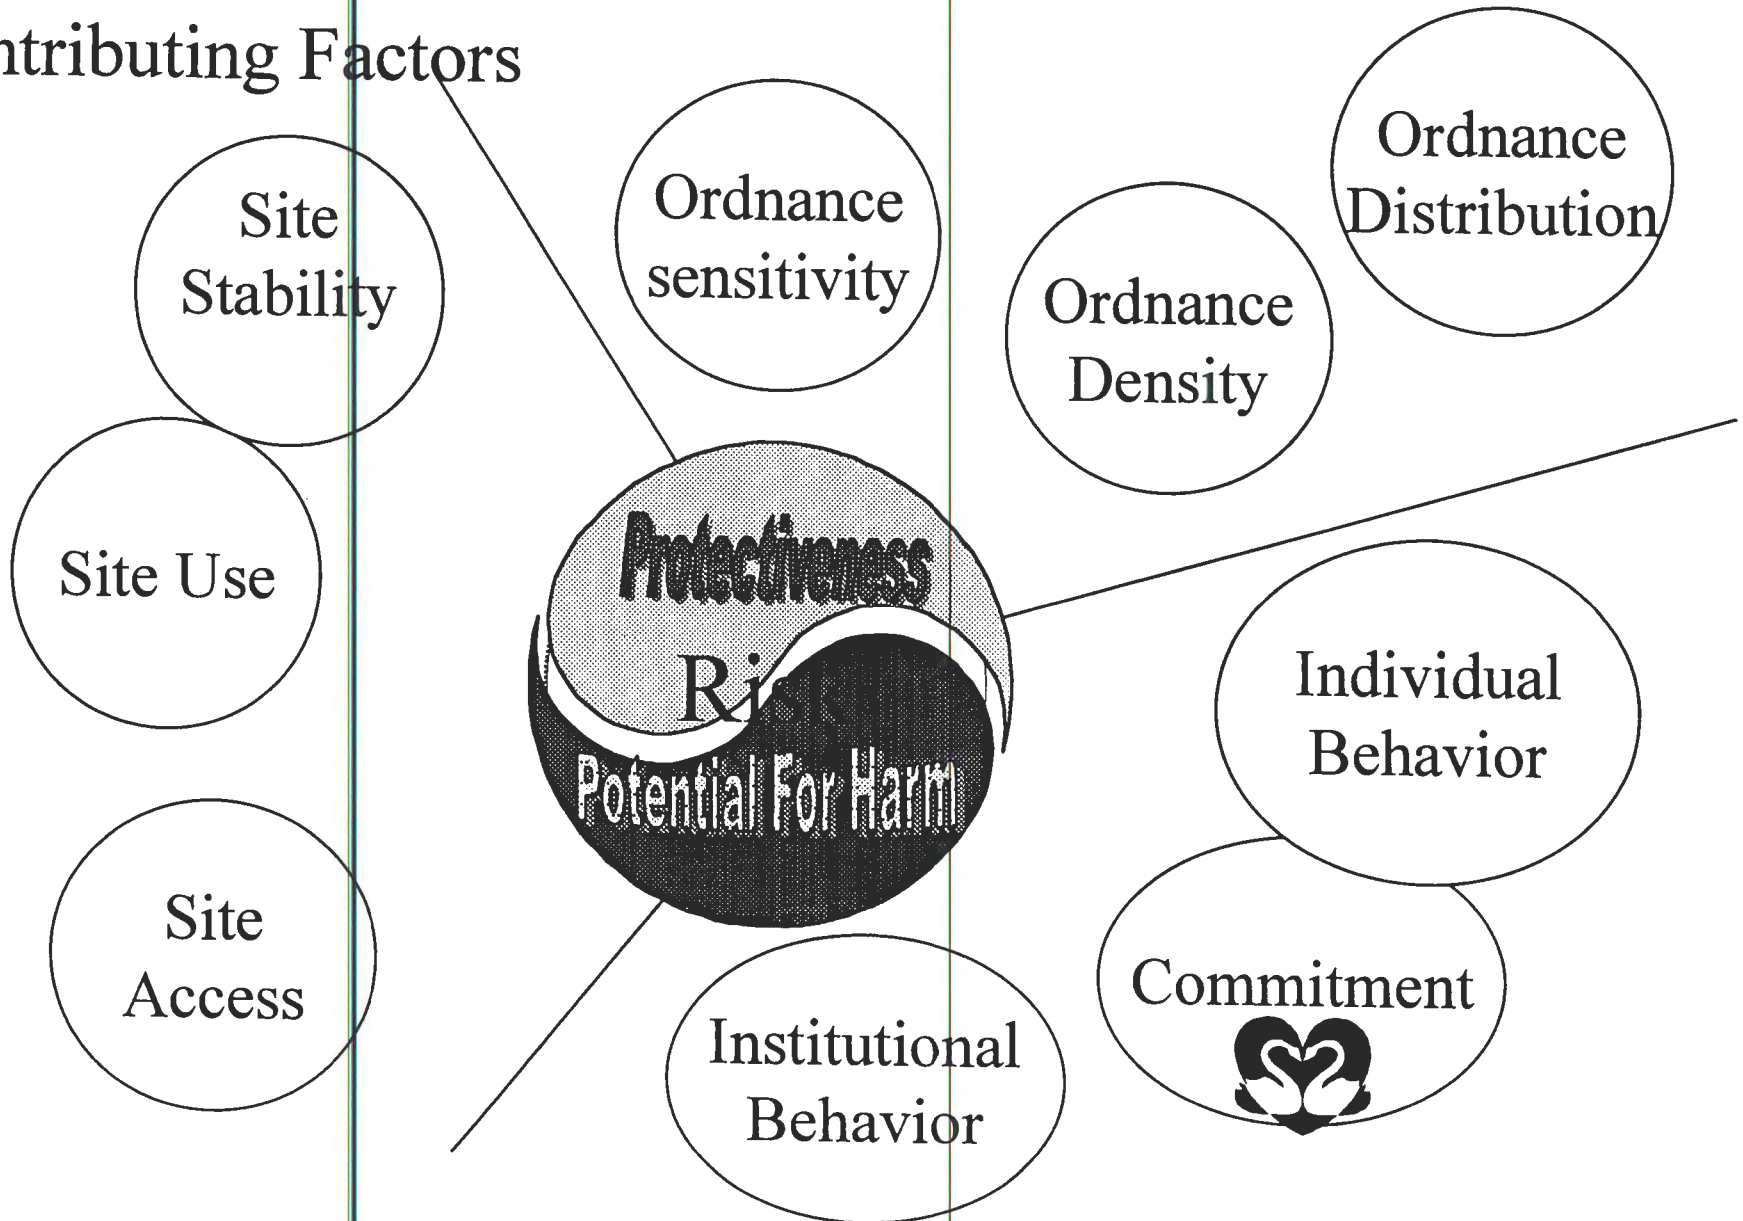 ntributing Factors
Site
Stability
Ordnance
sensitivity
Ordnance
Density
Ordnance
Distribution
Site Use
Protectiveness
Risk
Potential For Harm
Individual
Behavior
Site
Access
Commitment
Institutional
Behavior